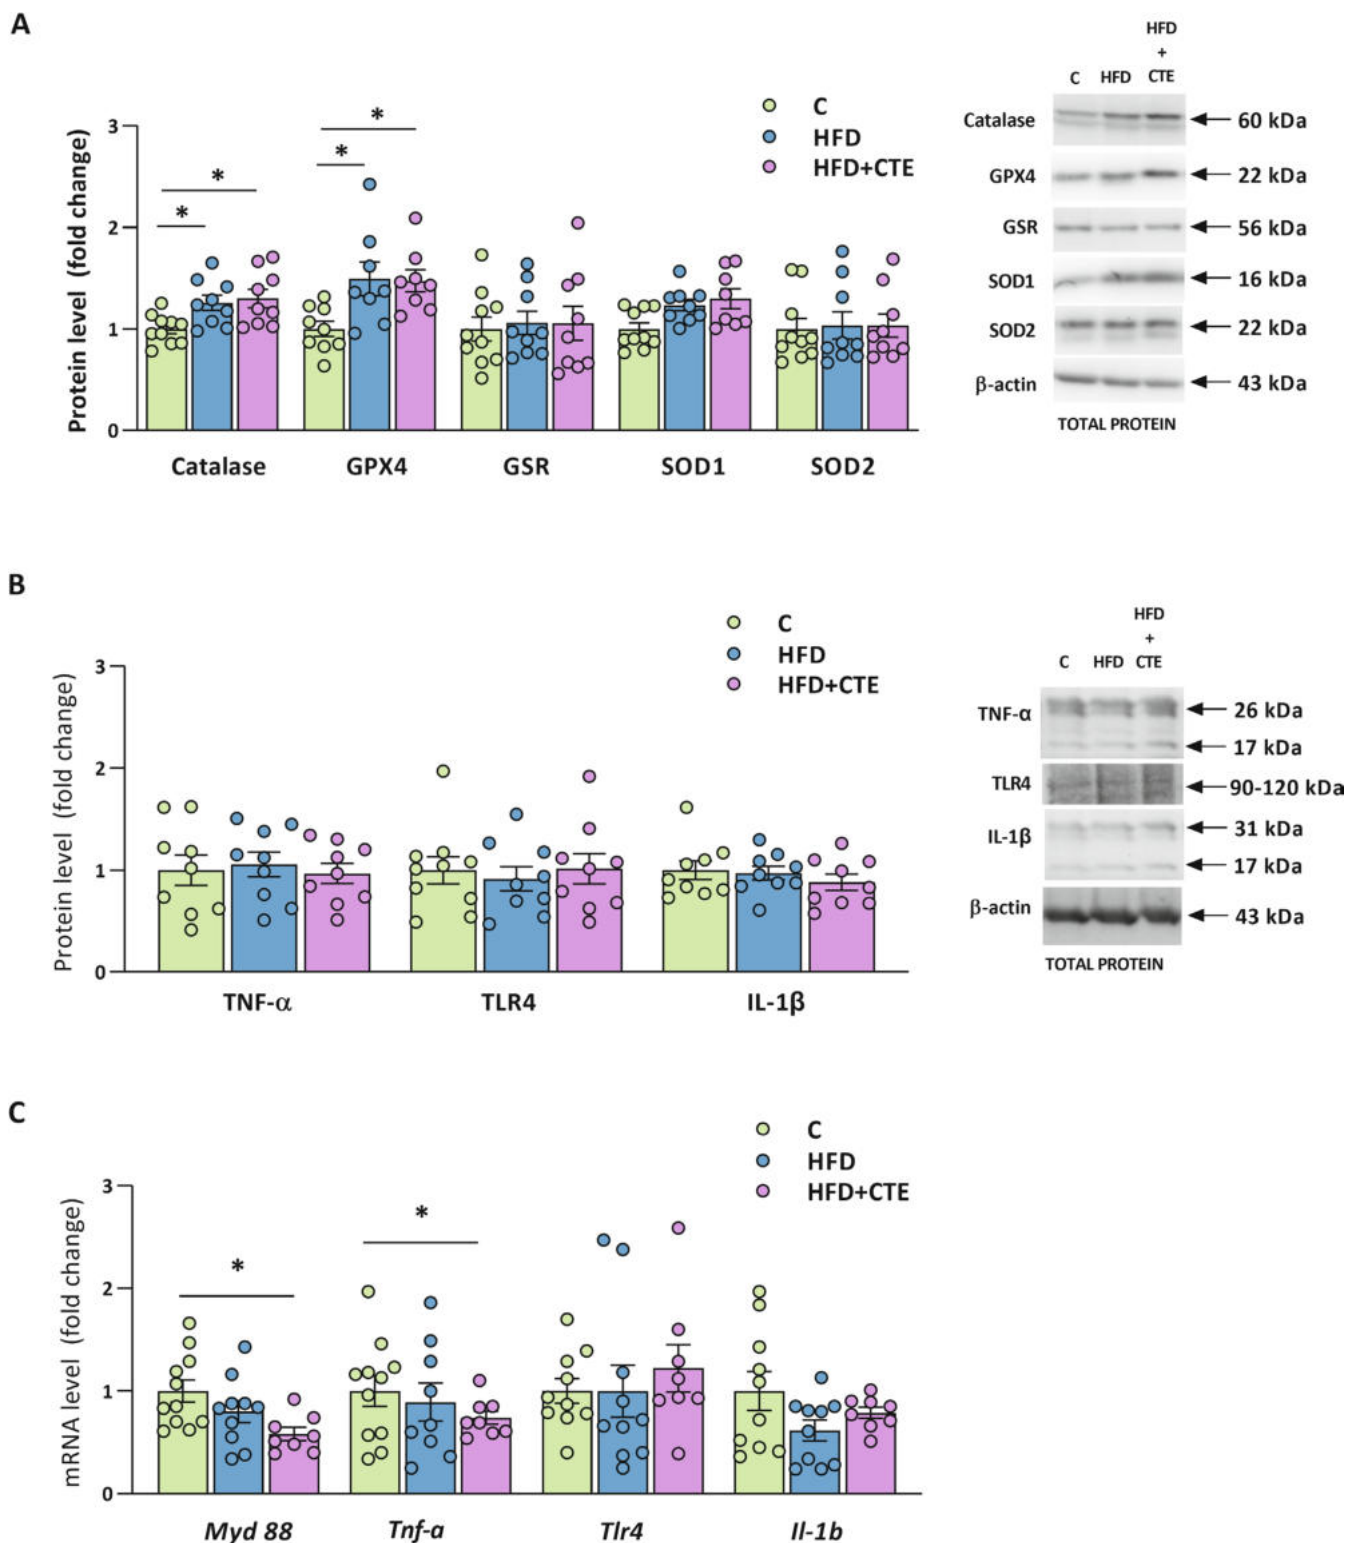 A
C
HFD
HFD+CTE
Protein level (fold change)
3
2
1
0
* * * *
Catalase GPX4 GSR SOD1 SOD2
HFD
+
C HFD CTE
Catalase 60 kDa
GPX4 22 kDa
GSR 56 kDa
SOD1 16 kDa
SOD2 22 kDa
β-actin 43 kDa
TOTAL PROTEIN
B
C
HFD
HFD+CTE
Protein level (fold change)
3
2
1
0
TNF-α TLR4 IL-1β
HFD
+
C HFD CTE
TNF-α 26 kDa
17 kDa
TLR4 90-120 kDa
IL-1β 31 kDa
17 kDa
β-actin 43 kDa
TOTAL PROTEIN
C
C
HFD
HFD+CTE
mRNA level (fold change)
3
2
1
0
* *
Myd 88 Tnf-a Tlr4 Il-1b